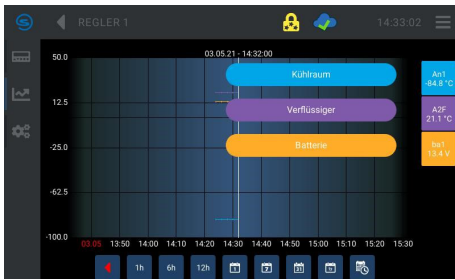 REGLER 1
14:33:02
03.05.21 - 14:32:00
50.0
12.5
-25.0
-62.5
-100.0
Kühlraum
Verflüssiger
Batterie
An1
-84.8 °C
A2F
21.1 °C
ba1
13.4 V
03.05 13:50 14:00 14:10 14:20 14:30 14:40 14:50 15:00 15:10 15:20 15:30
1h 6h 12h 1 7 31